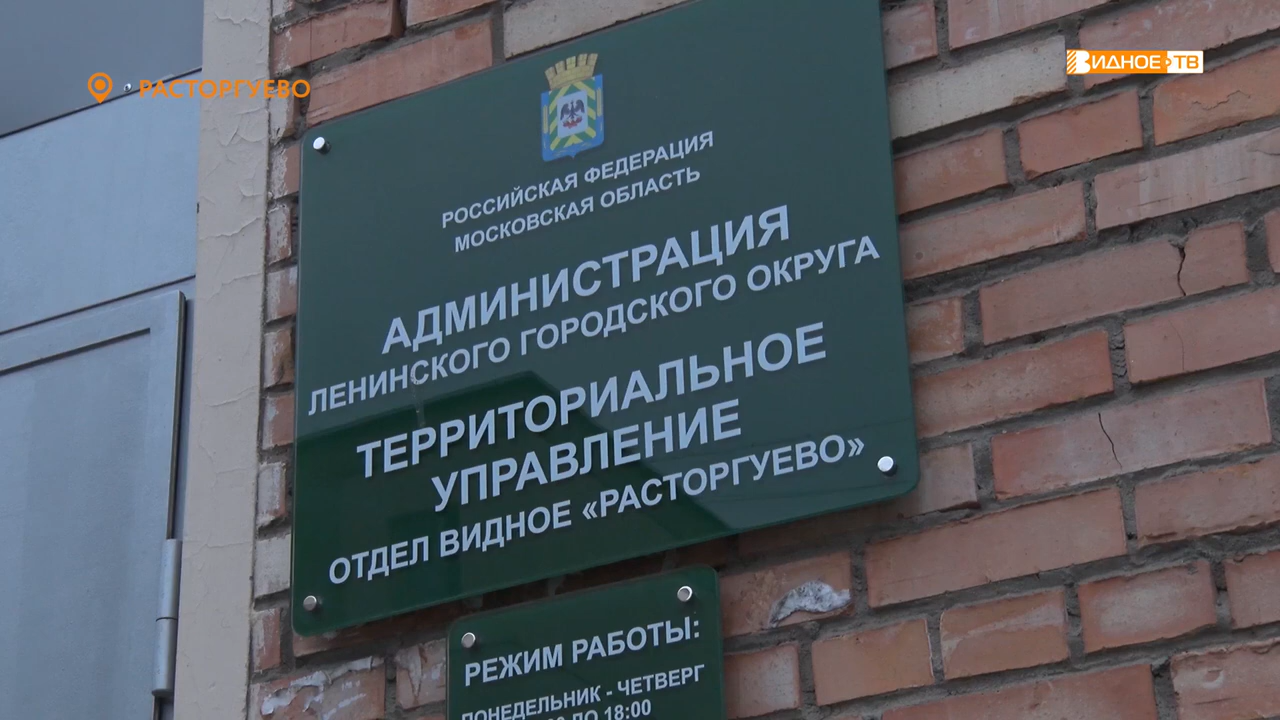 РАСТОРГУЕВО
ВИДНОЕ ТВ
РОССИЙСКАЯ ФЕДЕРАЦИЯ
МОСКОВСКАЯ ОБЛАСТЬ
АДМИНИСТРАЦИЯ
ЛЕНИНСКОГО ГОРОДСКОГО ОКРУГА
ТЕРРИТОРИАЛЬНОЕ
УПРАВЛЕНИЕ
ОТДЕЛ ВИДНОЕ «РАСТОРГУЕВО»
РЕЖИМ РАБОТЫ:
ПОНЕДЕЛЬНИК - ЧЕТВЕРГ
ДО 18:00